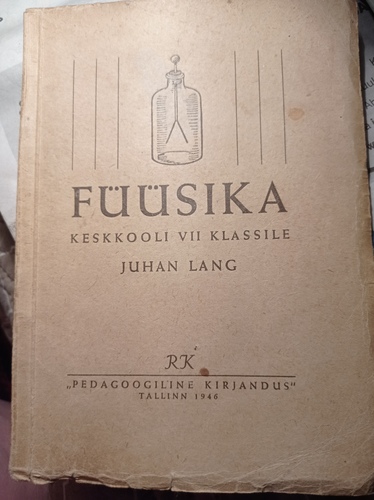 FÜÜSIKA
KESKKOOLI VII KLASSILE
JUHAN LANG
RK
„PEDAGOOGILINE KIRJANDUS"
TALLINN 1946